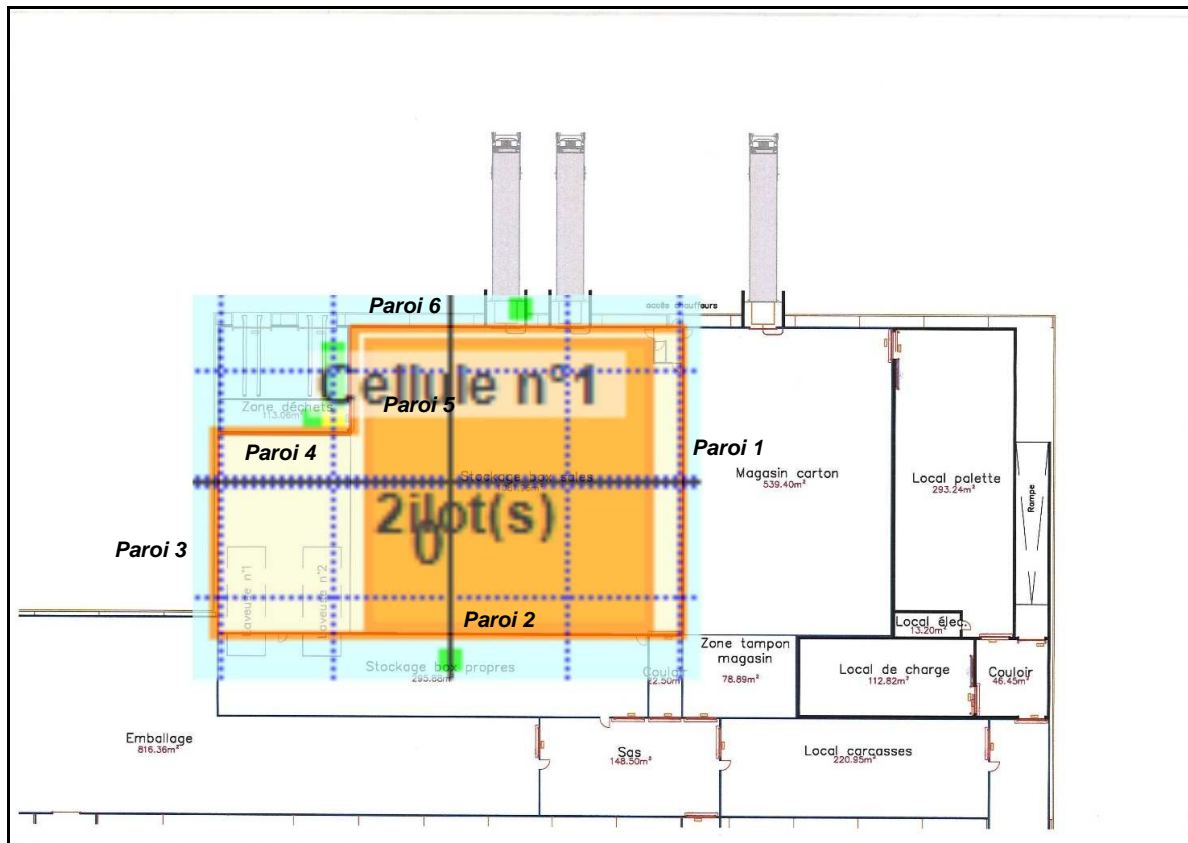 Paroi 6
accès chauffeurs
Cellule n°1
Zone déchets
113.06m²
Paroi 5
Paroi 4
Paroi 1
Stockage box sales
Magasin carton
539.40m²
Local palette
293.24m²
Rampe
2ilot(s)
0
Paroi 3
Laveuse n°1
Laveuse n°2
Paroi 2
Local élec
13.20m²
Zone tampon
magasin
78.89m²
Stockage box propres
295.88m²
Couloir
22.50m²
Local de charge
112.82m²
Couloir
46.45m²
Emballage
816.36m²
Sas
148.50m²
Local carcasses
220.95m²